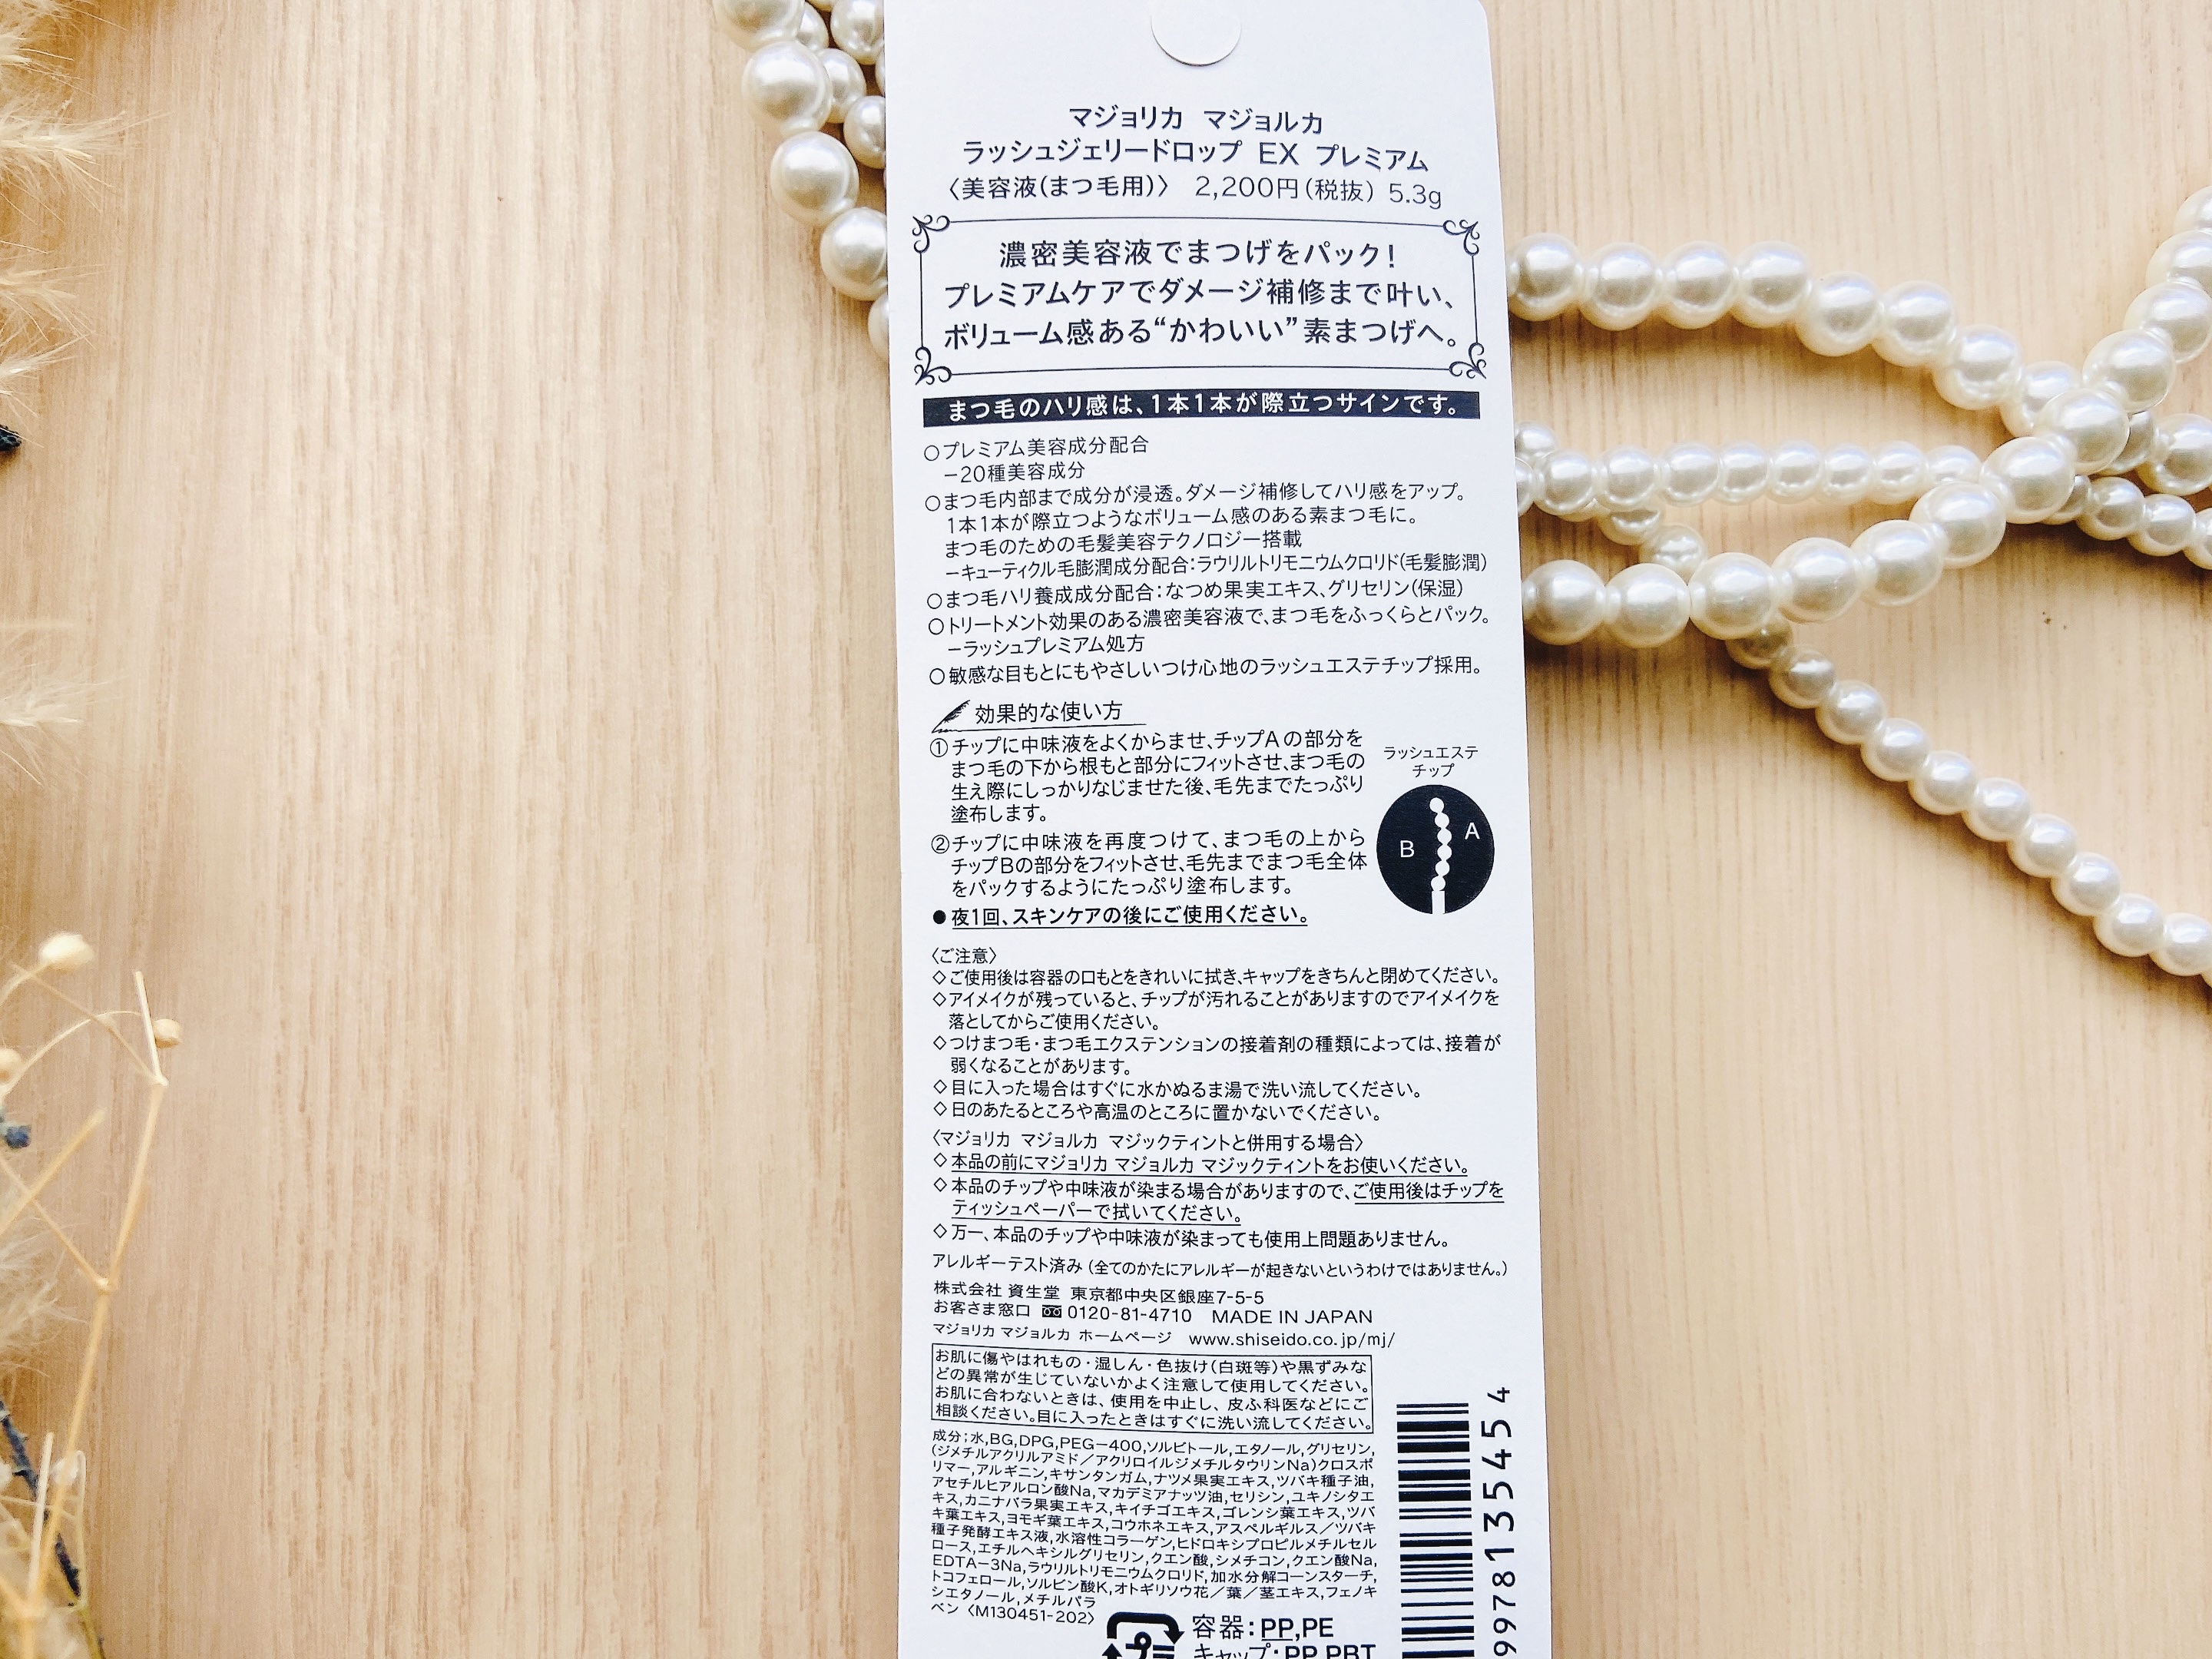 マジョリカ マジョルカ
ラッシュジェリードロップ EX プレミアム
〈美容液(まつ毛用)〉 2,200円(税抜) 5.3g
濃密美容液でまつげをパック!
プレミアムケアでダメージ補修まで叶い、
ボリューム感ある“かわいい”素まつげへ。
まつ毛のハリ感は、1本1本が際立つサインです。
○プレミアム美容成分配合
－20種美容成分
○まつ毛内部まで成分が浸透。ダメージ補修してハリ感をアップ。
1本1本が際立つようなボリューム感のある素まつ毛に。
まつ毛のための毛髪美容テクノロジー搭載
－キューティクル毛膨潤成分配合:ラウリルトリモニウムクロリド(毛髪膨潤)
○まつ毛ハリ養成成分配合:なつめ果実エキス、グリセリン(保湿)
○トリートメント効果のある濃密美容液で、まつ毛をふっくらとパック。
－ラッシュプレミアム処方
○敏感な目もとにもやさしいつけ心地のラッシュエステチップ採用。
効果的な使い方
①チップに中味液をよくからませ、チップAの部分を
まつ毛の下から根もと部分にフィットさせ、まつ毛の
生え際にしっかりなじませた後、毛先までたっぷり
塗布します。
②チップに中味液を再度つけて、まつ毛の上から
チップBの部分をフィットさせ、毛先までまつ毛全体
をパックするようにたっぷり塗布します。
ラッシュエステ
チップ
A
B
●夜1回、スキンケアの後にご使用ください。
〈ご注意〉
◇ご使用後は容器の口もとをきれいに拭き、キャップをきちんと閉めてください。
◇アイメイクが残っていると、チップが汚れることがありますのでアイメイクを
落としてからご使用ください。
◇つけまつ毛・まつ毛エクステンションの接着剤の種類によっては、接着が
弱くなることがあります。
◇目に入った場合はすぐに水かぬるま湯で洗い流してください。
◇日のあたるところや高温のところに置かないでください。
〈マジョリカ マジョルカ マジックティントと併用する場合〉
◇本品の前にマジョリカ マジョルカ マジックティントをお使いください。
◇本品のチップや中味液が染まる場合がありますので、ご使用後はチップを
ティッシュペーパーで拭いてください。
◇万一、本品のチップや中味液が染まっても使用上問題ありません。
アレルギーテスト済み (全てのかたにアレルギーが起きないというわけではありません。)
株式会社 資生堂 東京都中央区銀座7-5-5
お客さま窓口 0120-81-4710 MADE IN JAPAN
マジョリカ マジョルカ ホームページ www.shiseido.co.jp/mj/
お肌に傷やはれもの・湿しん・色抜け(白斑等)や黒ずみな
どの異常が生じていないかよく注意して使用してください。
お肌に合わないときは、使用を中止し、皮ふ科医などにご
相談ください。目に入ったときはすぐに洗い流してください。
成分;水,BG,DPG,PEG-400,ソルビトール,エタノール,グリセリン,
(ジメチルアクリルアミド／アクリロイルジメチルタウリンNa)クロスポ
リマー,アルギニン,キサンタンガム,ナツメ果実エキス,ツバキ種子油,
アセチルヒアルロン酸Na,マカデミアナッツ油,セリシン,ユキノシタエ
キス,カニナバラ果実エキス,キイチゴエキス,ゴレンシ葉エキス,ツバ
キ葉エキス,ヨモギ葉エキス,コウホネエキス,アスペルギルス／ツバキ
種子発酵エキス液,水溶性コラーゲン,ヒドロキシプロピルメチルセル
ロース,エチルヘキシルグリセリン,クエン酸,シメチコン,クエン酸Na,
EDTA-3Na,ラウリルトリモニウムクロリド,加水分解コーンスターチ,
トコフェロール,ソルビン酸K,オトギリソウ花／葉／茎エキス,フェノキ
シエタノール,メチルパラ
ベン 〈M130451-202〉
容器:PP,PE
キャップ:PP,PBT
9978135454